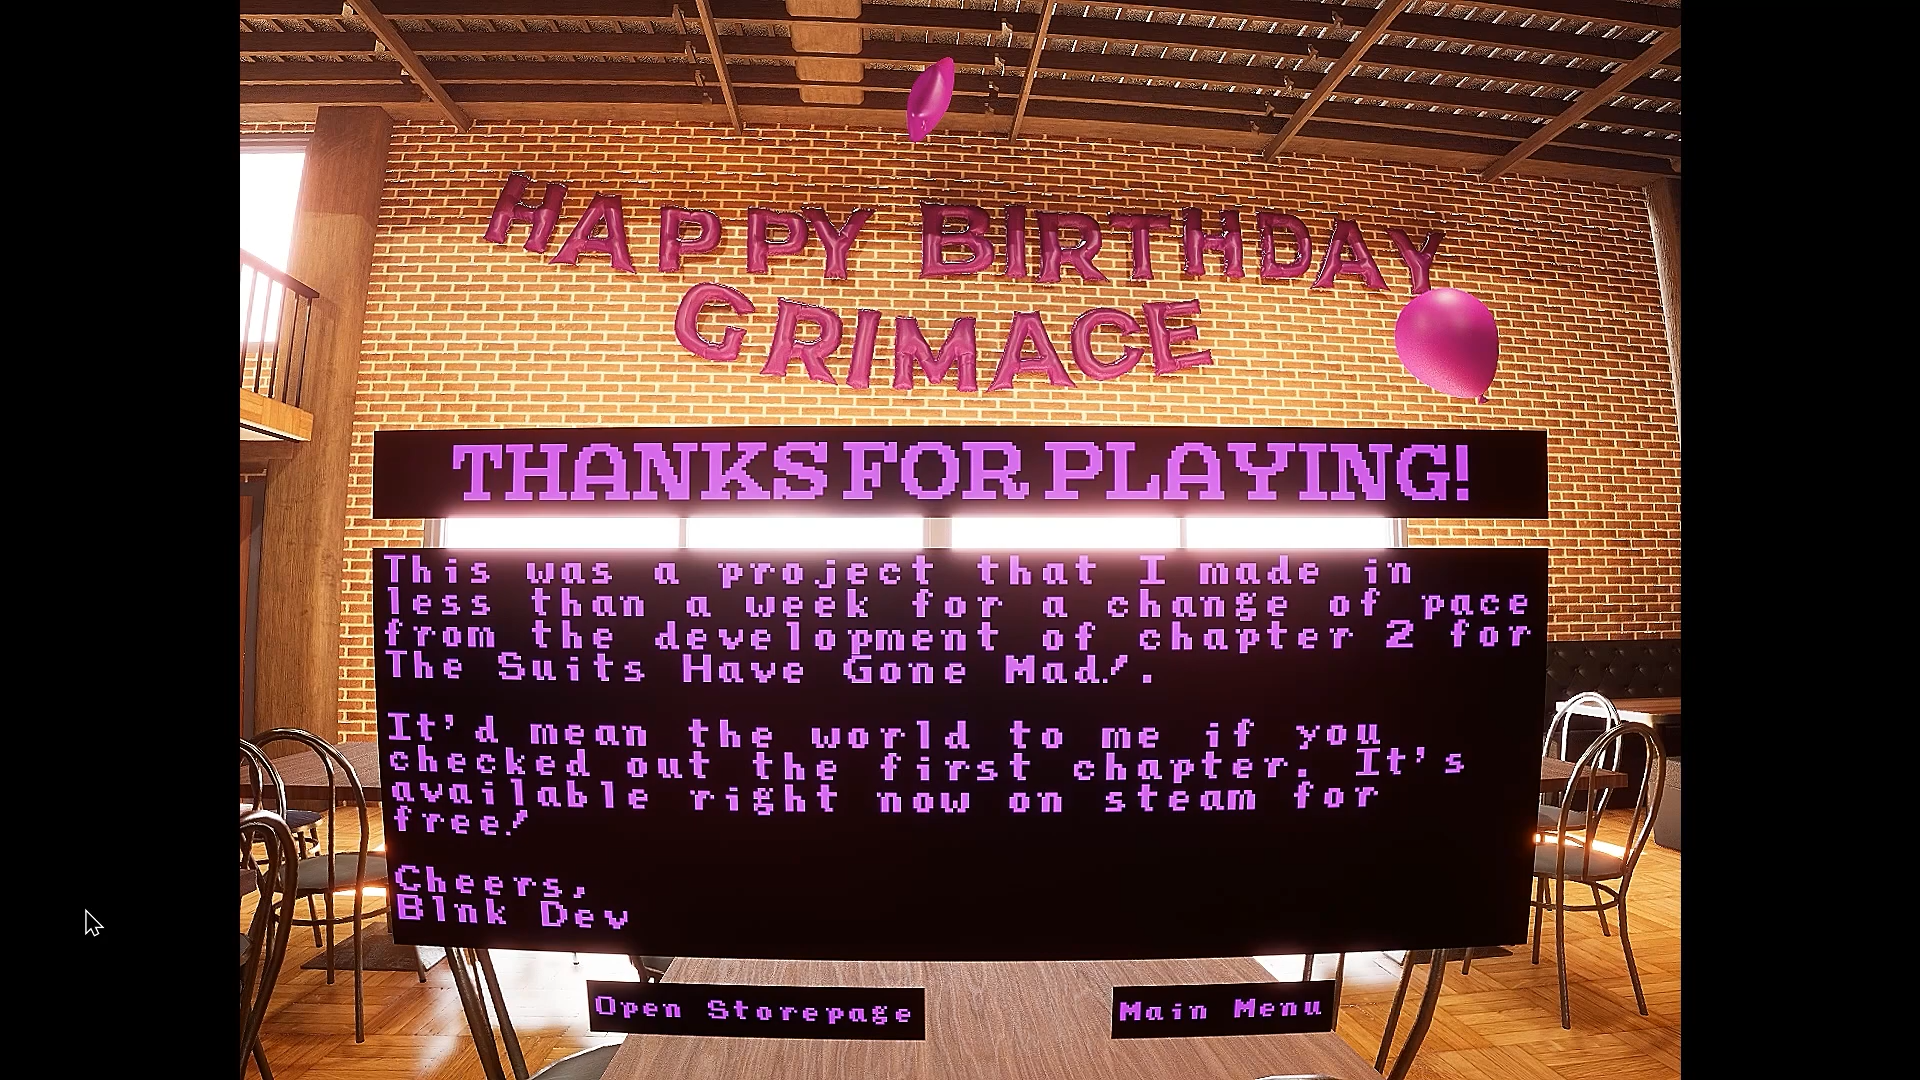 HAPPY BIRTHDAY
GRIMACE
THANKS FOR PLAYING!
This was a project that I made in
less than a week for a change of pace
from the development of chapter 2 for
The Suits Have Gone Mad!.
It'd mean the world to me if you
checked out the first chapter. It's
available right now on steam for
free!
Cheers,
Blnk Dev
Open Storepage
Main Menu